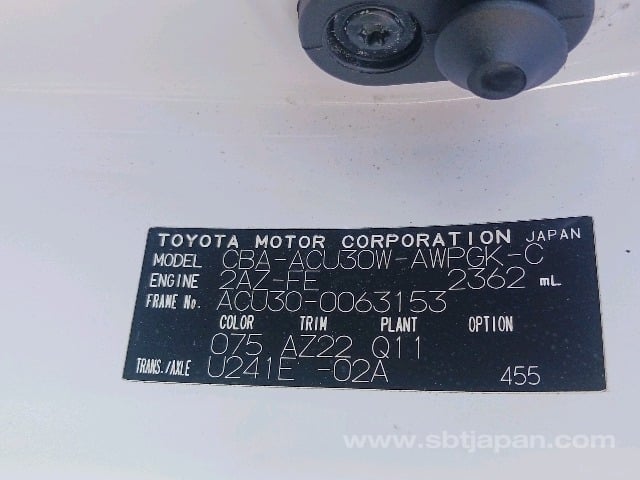 TOYOTA MOTOR CORPORATION JAPAN
MODEL CBA-ACU30W-AWPGK-C
ENGINE 2AZ-FE 2362 mL
FRAME No. ACU30-0063153
COLOR TRIM PLANT OPTION
075 AZ22 Q11
TRANS./AXLE U241E -02A 455
www.sbtjapan.com